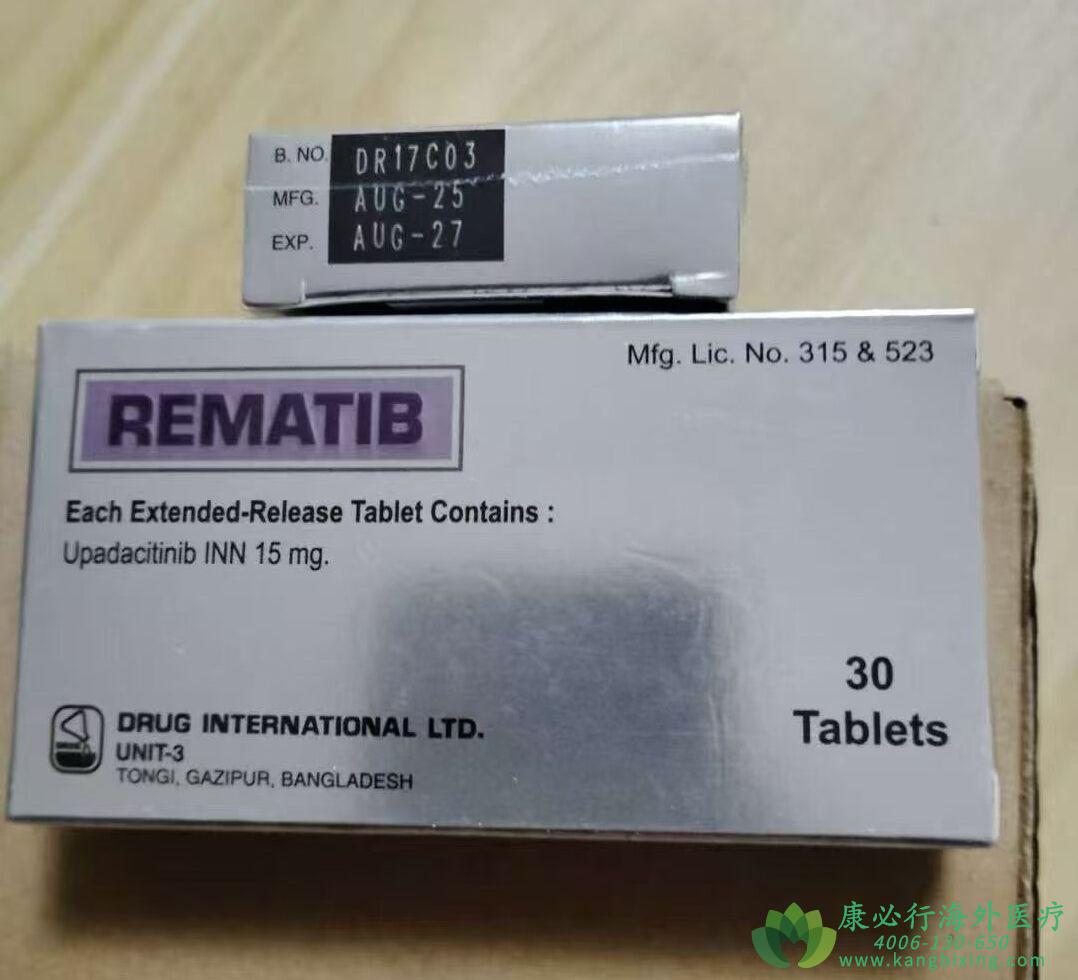 B. NO. DR17C03
MFG. AUG-25
EXP. AUG-27
Mfg. Lic. No. 315 & 523
REMATIB
Each Extended-Release Tablet Contains :
Upadacitinib INN 15 mg.
30
Tablets
DRUG INTERNATIONAL LTD.
UNIT-3
TONGI, GAZIPUR, BANGLADESH
康必行海外医疗
4006-130-650
www.kangbixing.com